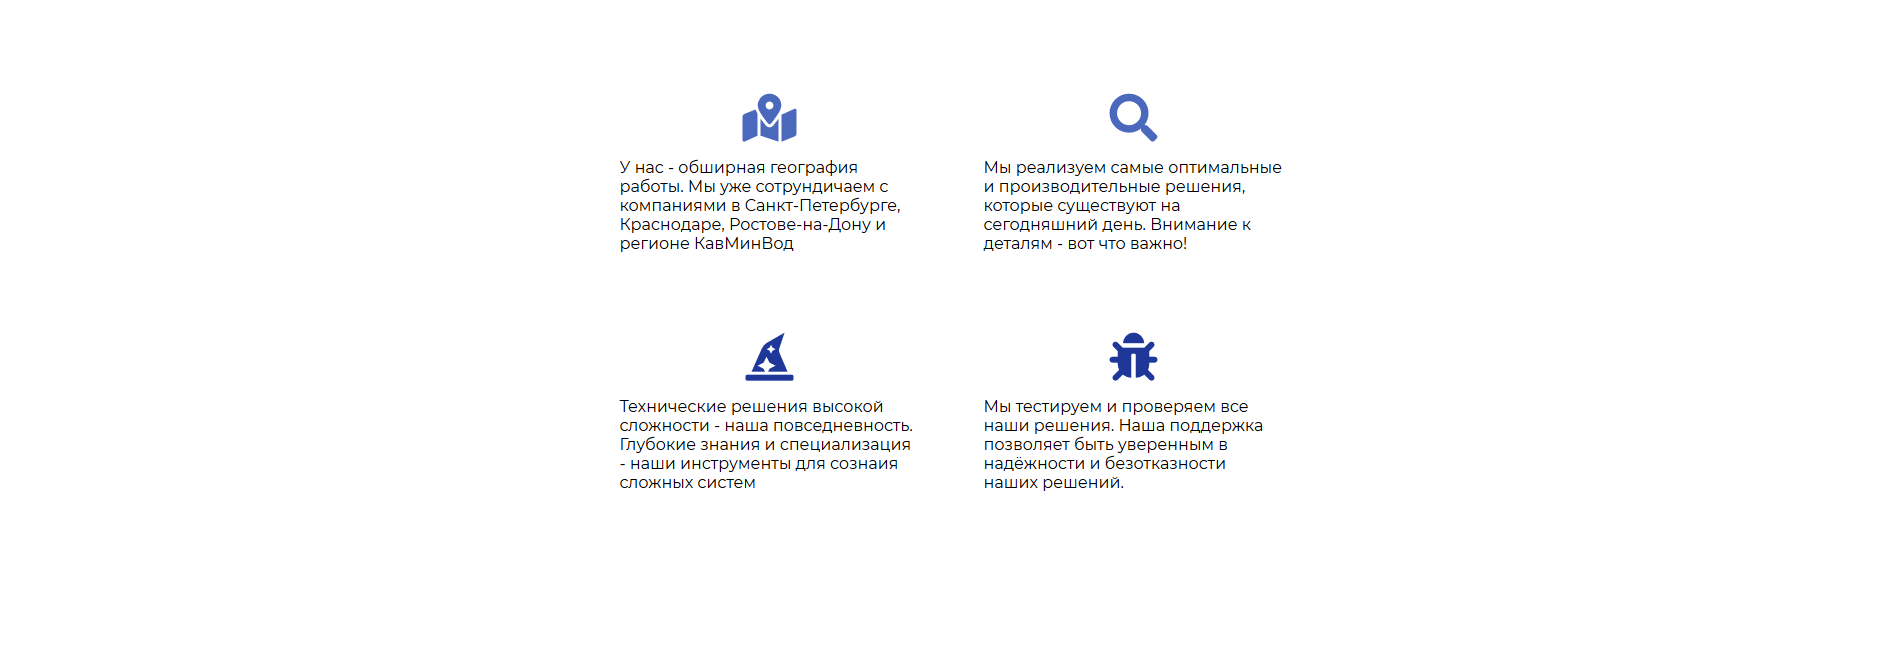 У нас - обширная география
работы. Мы уже сотрундичаем с
компаниями в Санкт-Петербурге,
Краснодаре, Ростове-на-Дону и
регионе КавМинВод
Мы реализуем самые оптимальные
и производительные решения,
которые существуют на
сегодняшний день. Внимание к
деталям - вот что важно!
Технические решения высокой
сложности - наша повседневность.
Глубокие знания и специализация
- наши инструменты для сознаия
сложных систем
Мы тестируем и проверяем все
наши решения. Наша поддержка
позволяет быть уверенным в
надёжности и безотказности
наших решений.